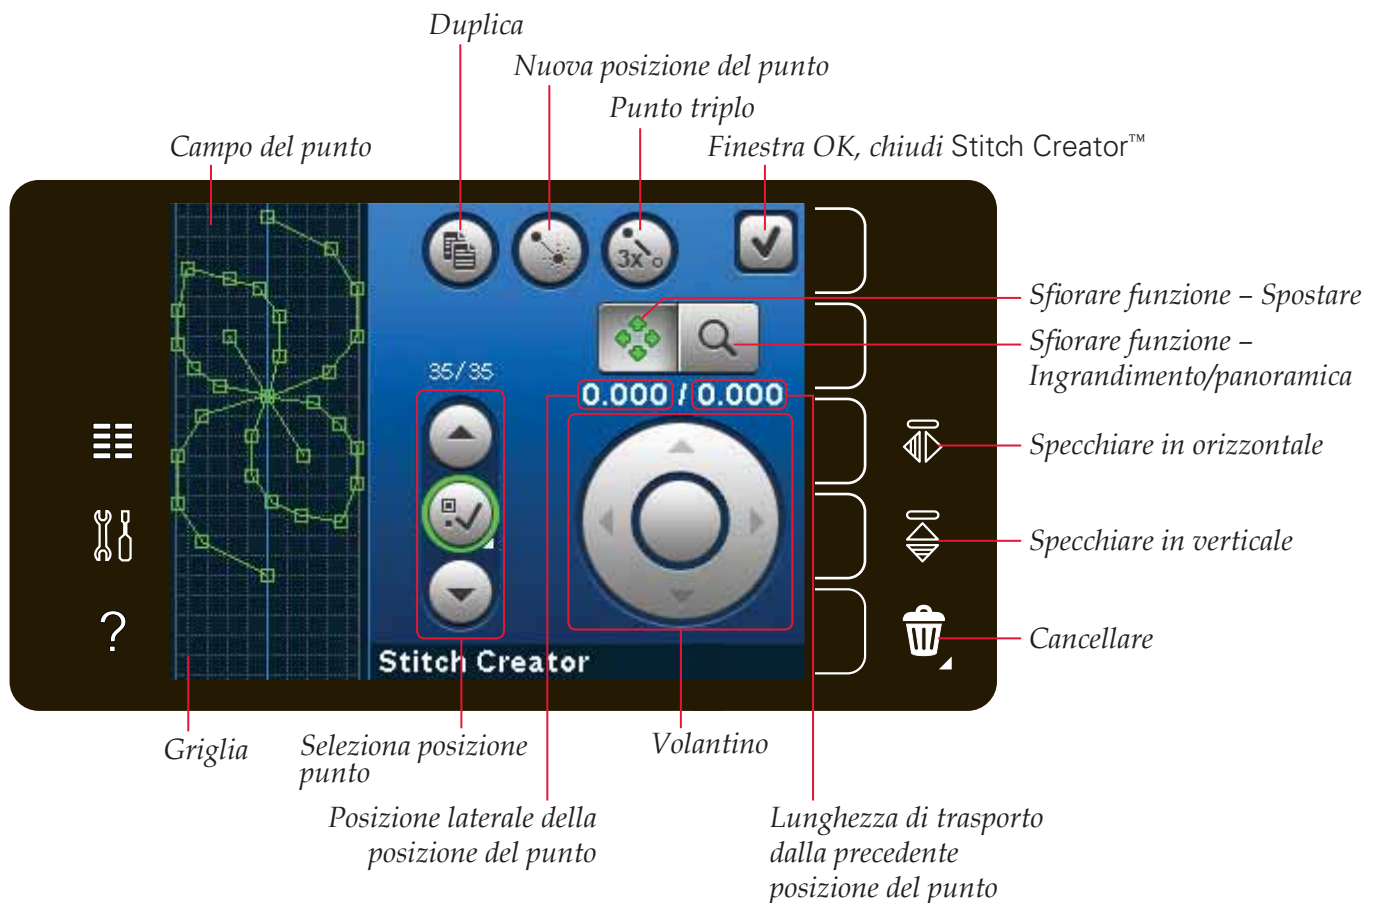 Duplica
Nuova posizione del punto
Punto triplo
Campo del punto
Finestra OK, chiudi Stitch Creator™
3x
Sfiorare funzione – Spostare
Sfiorare funzione –
Ingrandimento/panoramica
35/35
0.000 / 0.000
Specchiare in orizzontale
Specchiare in verticale
?
Cancellare
Stitch Creator
Griglia
Seleziona posizione
punto
Volantino
Posizione laterale della
posizione del punto
Lunghezza di trasporto
dalla precedente
posizione del punto